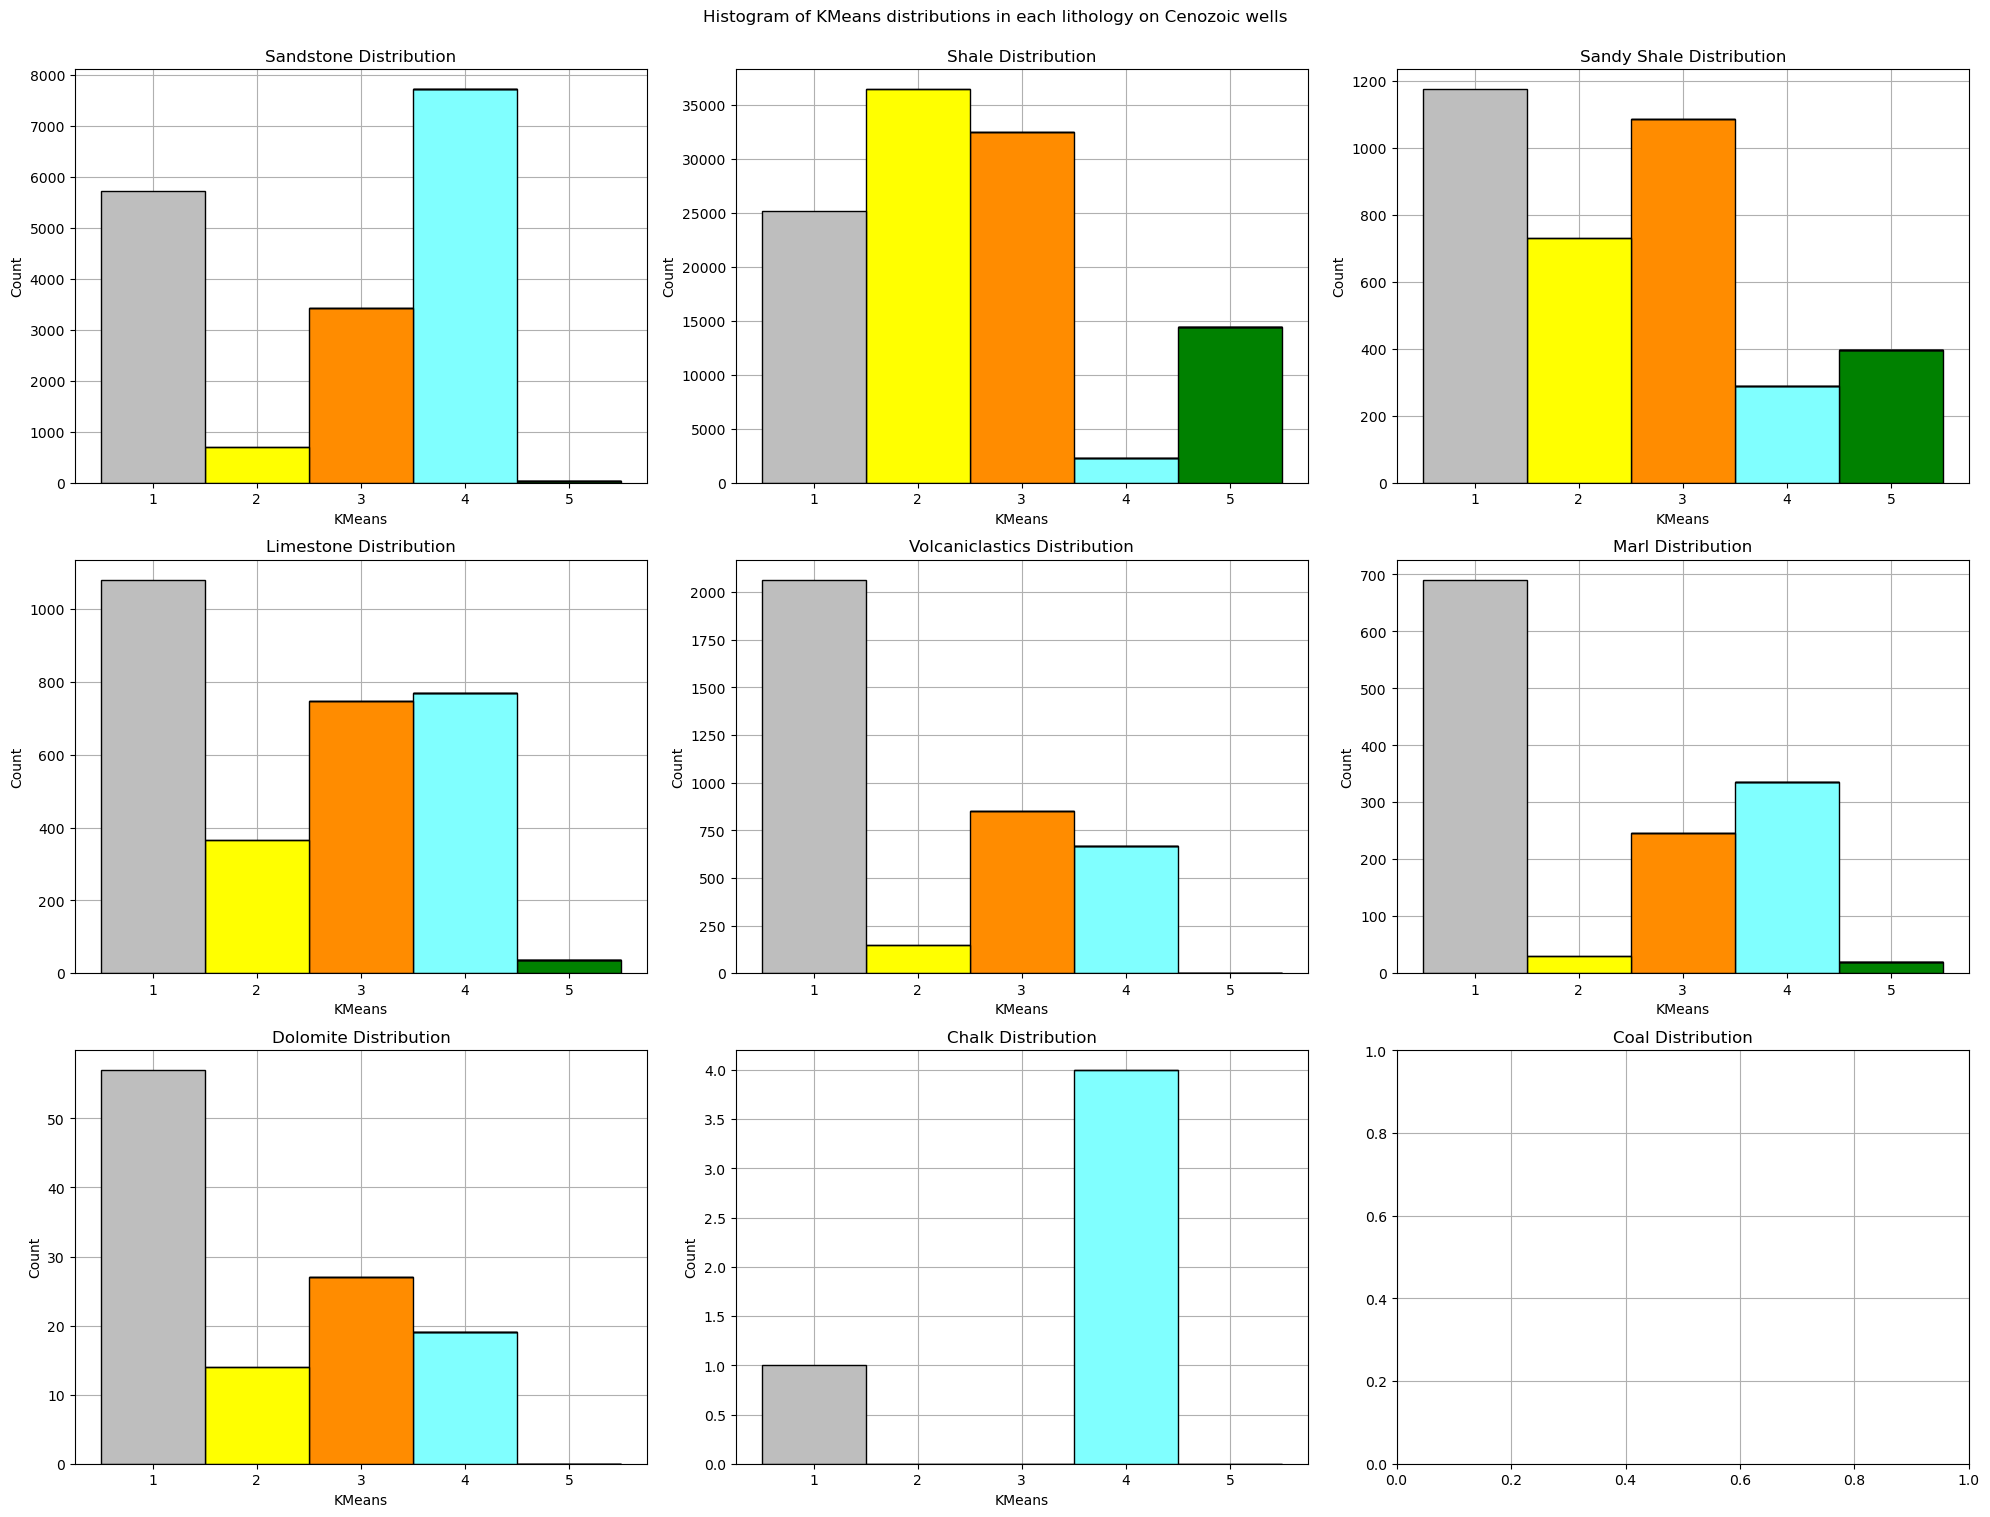 Histogram of KMeans distributions in each lithology on Cenozoic wells
Sandstone Distribution
8000
7000
6000
5000
4000
3000
2000
1000
0
Count
1 2 3 4 5
KMeans
Shale Distribution
35000
30000
25000
20000
15000
10000
5000
0
Count
1 2 3 4 5
KMeans
Sandy Shale Distribution
1200
1000
800
600
400
200
0
Count
1 2 3 4 5
KMeans
Limestone Distribution
1000
800
600
400
200
0
Count
1 2 3 4 5
KMeans
Volcaniclastics Distribution
2000
1750
1500
1250
1000
750
500
250
0
Count
1 2 3 4 5
KMeans
Marl Distribution
700
600
500
400
300
200
100
0
Count
1 2 3 4 5
KMeans
Dolomite Distribution
50
40
30
20
10
0
Count
1 2 3 4 5
KMeans
Chalk Distribution
4.0
3.5
3.0
2.5
2.0
1.5
1.0
0.5
0.0
Count
1 2 3 4 5
KMeans
Coal Distribution
1.0
0.8
0.6
0.4
0.2
0.0
0.0 0.2 0.4 0.6 0.8 1.0